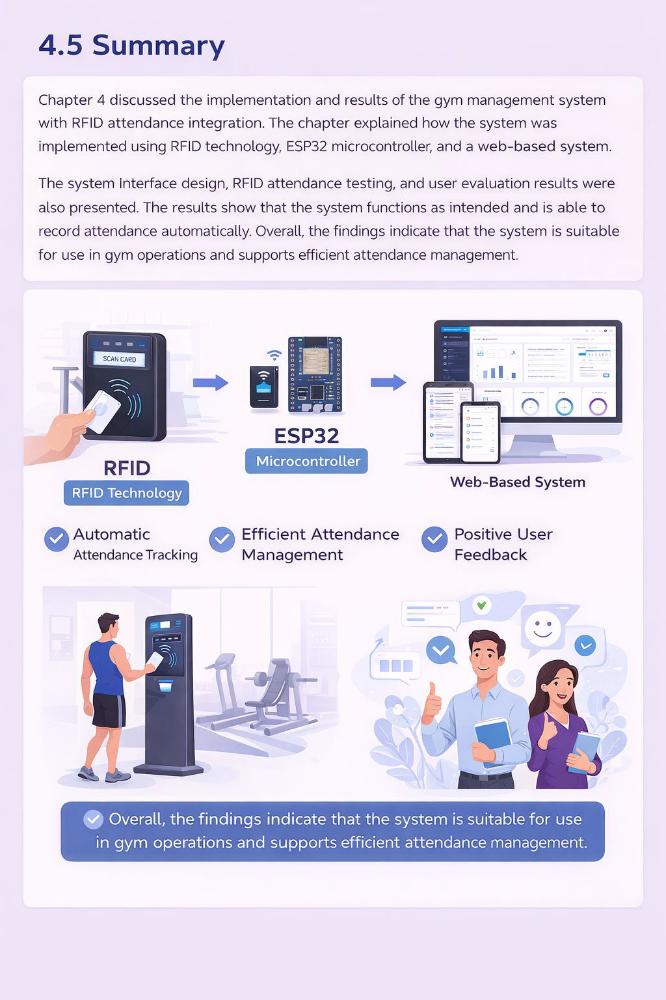 4.5 Summary
Chapter 4 discussed the implementation and results of the gym management system
with RFID attendance integration. The chapter explained how the system was
implemented using RFID technology, ESP32 microcontroller, and a web-based system.
The system interface design, RFID attendance testing, and user evaluation results were
also presented. The results show that the system functions as intended and is able to
record attendance automatically. Overall, the findings indicate that the system is suitable
for use in gym operations and supports efficient attendance management.
SCAN CARD
RFID
RFID Technology
ESP32
Microcontroller
Web-Based System
Automatic
Attendance Tracking
Efficient Attendance
Management
Positive User
Feedback
Overall, the findings indicate that the system is suitable for use
in gym operations and supports efficient attendance management.